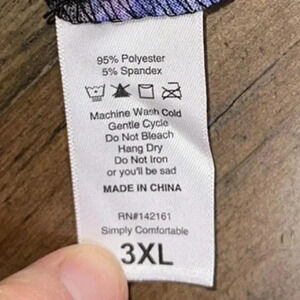 95% Polyester
5% Spandex
Machine Wash Cold
Gentle Cycle
Do Not Bleach
Hang Dry
Do Not Iron
or you'll be sad
MADE IN CHINA
RN#142161
Simply Comfortable
3XL